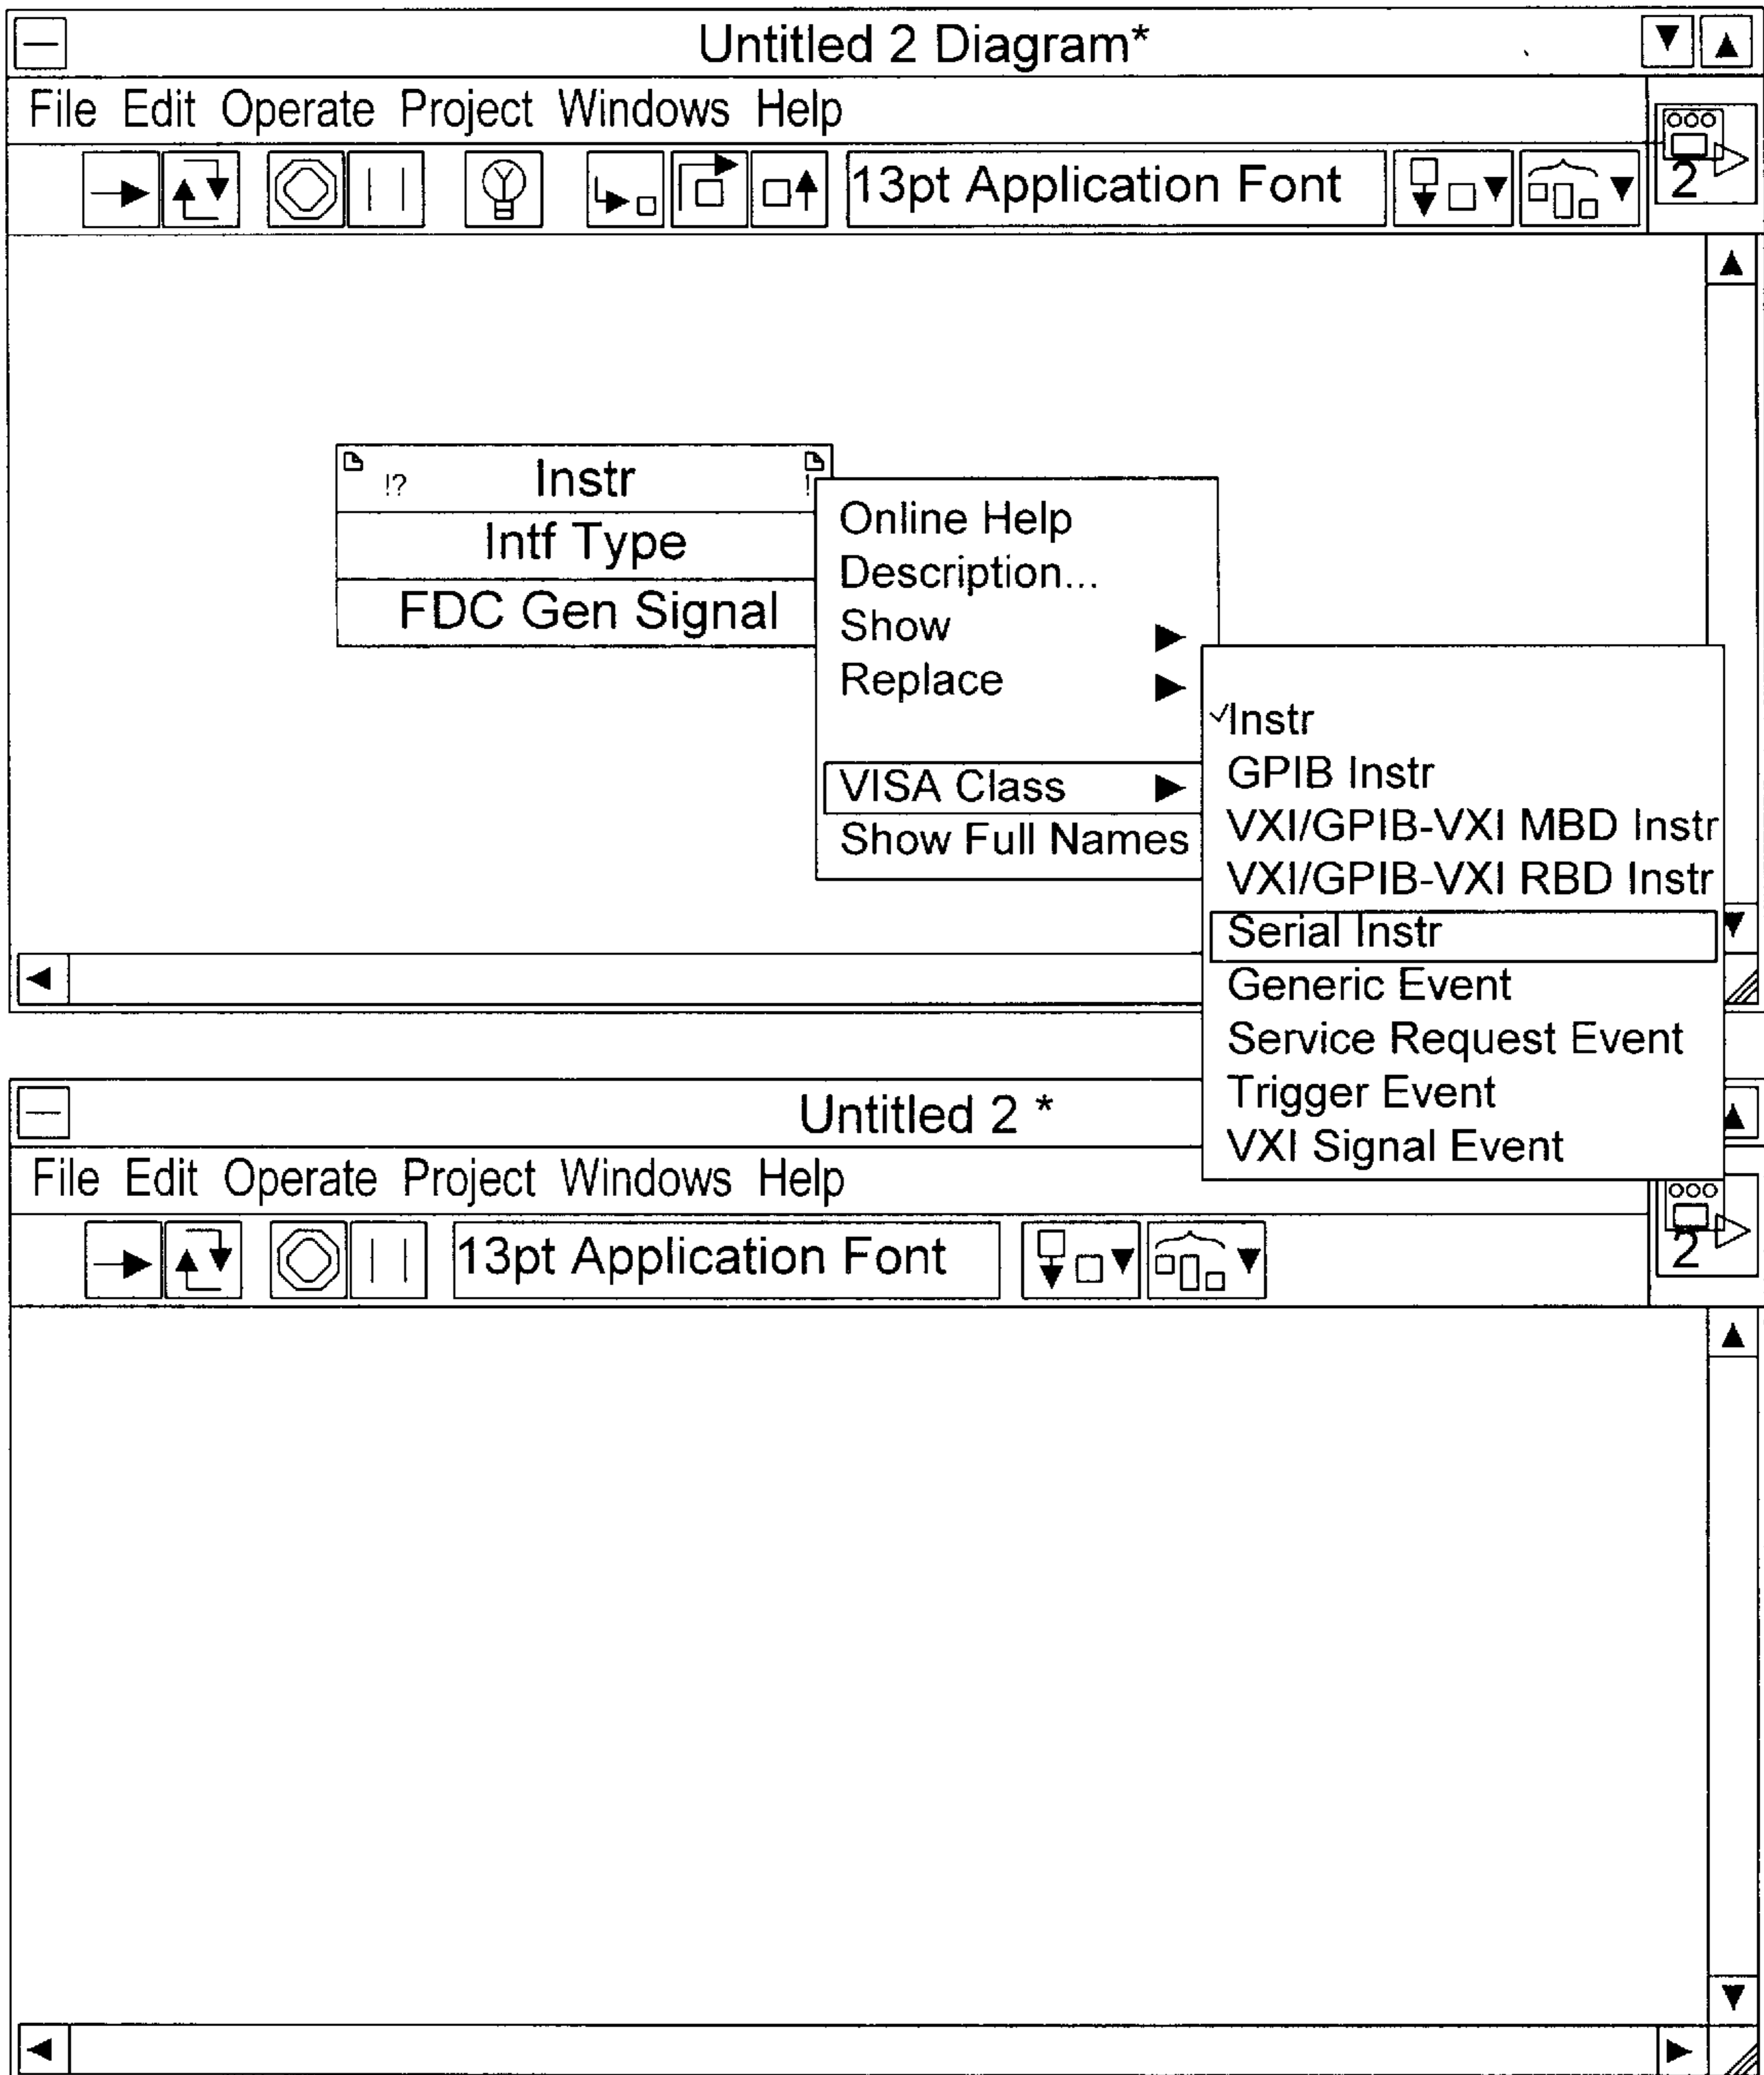 Untitled 2 Diagram*
File Edit Operate Project Windows Help
13pt Application Font
2
!? Instr !
Intf Type
FDC Gen Signal
Online Help
Description...
Show
Replace
VISA Class
Show Full Names
Instr
GPIB Instr
VXI/GPIB-VXI MBD Instr
VXI/GPIB-VXI RBD Instr
Serial Instr
Generic Event
Service Request Event
Trigger Event
VXI Signal Event
Untitled 2 *
File Edit Operate Project Windows Help
13pt Application Font
2